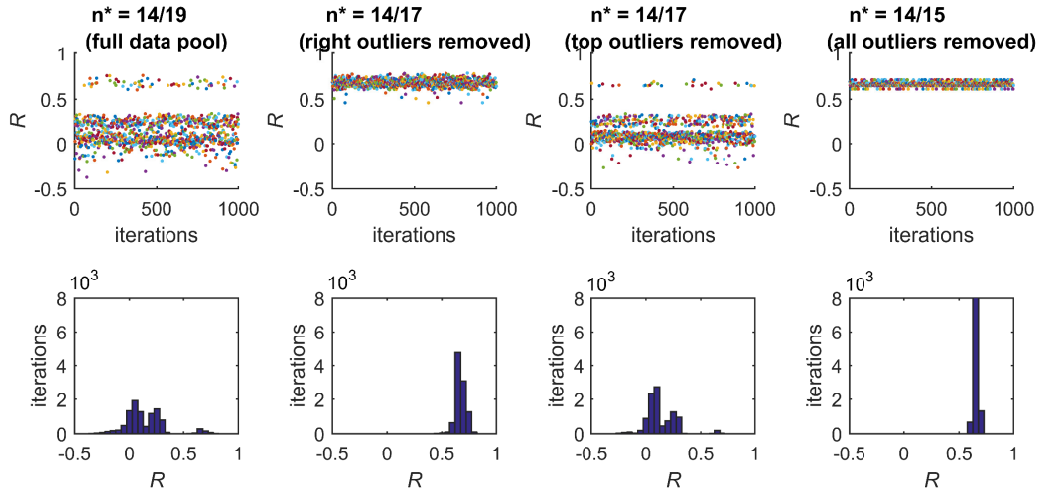 n* = 14/19
(full data pool)
n* = 14/17
(right outliers removed)
n* = 14/17
(top outliers removed)
n* = 14/15
(all outliers removed)
1
0.5
0
-0.5
R
0
500
1000
iterations
1
0.5
0
-0.5
R
0
500
1000
iterations
1
0.5
0
-0.5
R
0
500
1000
iterations
1
0.5
0
-0.5
R
0
500
1000
iterations
10³
8
6
4
2
0
iterations
-0.5
0
0.5
1
R
10³
8
6
4
2
0
iterations
-0.5
0
0.5
1
R
10³
8
6
4
2
0
iterations
-0.5
0
0.5
1
R
10³
8
6
4
2
0
iterations
-0.5
0
0.5
1
R